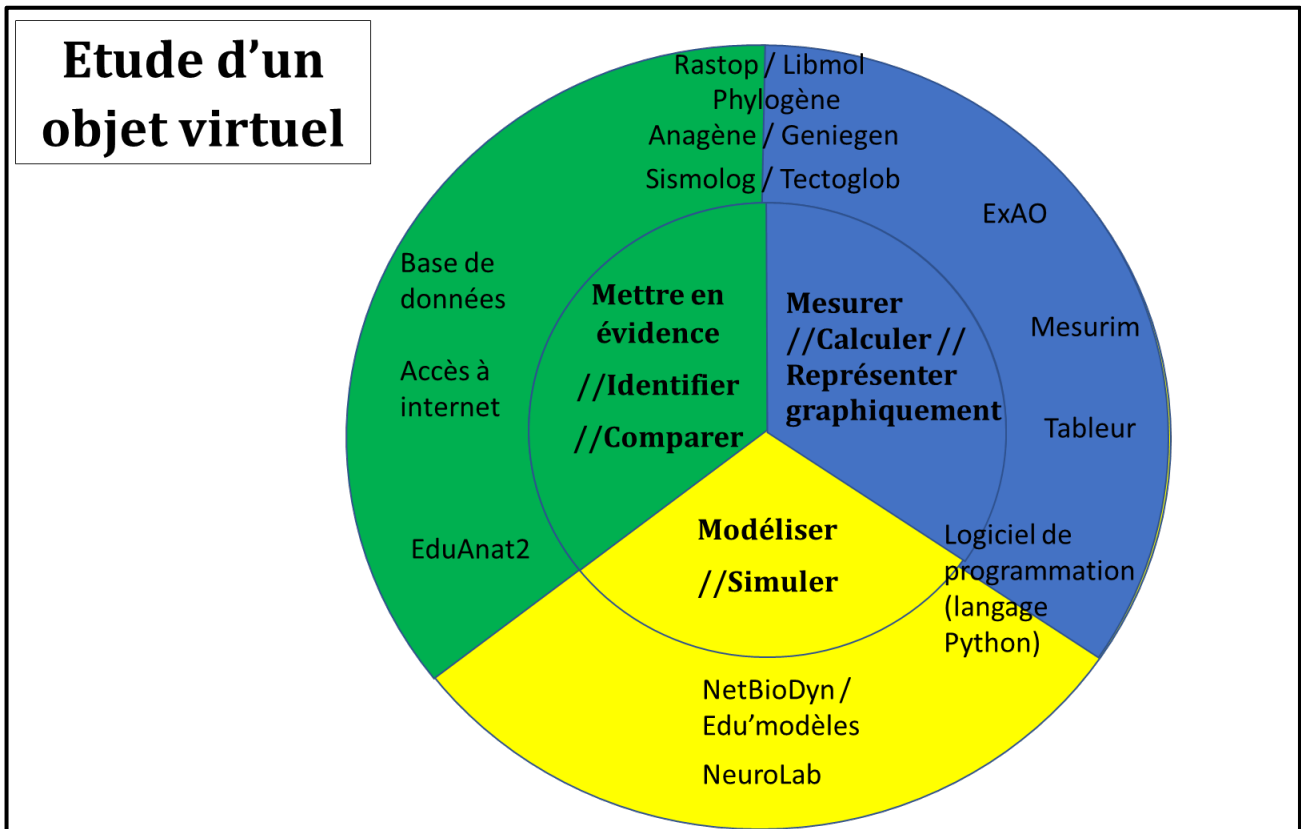 Etude d’un
objet virtuel
Rastop / Libmol
Phylogène
Anagène / Geniegen
Sismolog / Tectoglob
ExAO
Base de
données
Mettre en
évidence
//Identifier
//Comparer
Mesurer
//Calculer //
Représenter
graphiquement
Mesurim
Accès à
internet
Tableur
EduAnat2
Modéliser
//Simuler
Logiciel de
programmation
(langage
Python)
NetBioDyn /
Edu’modèles
NeuroLab